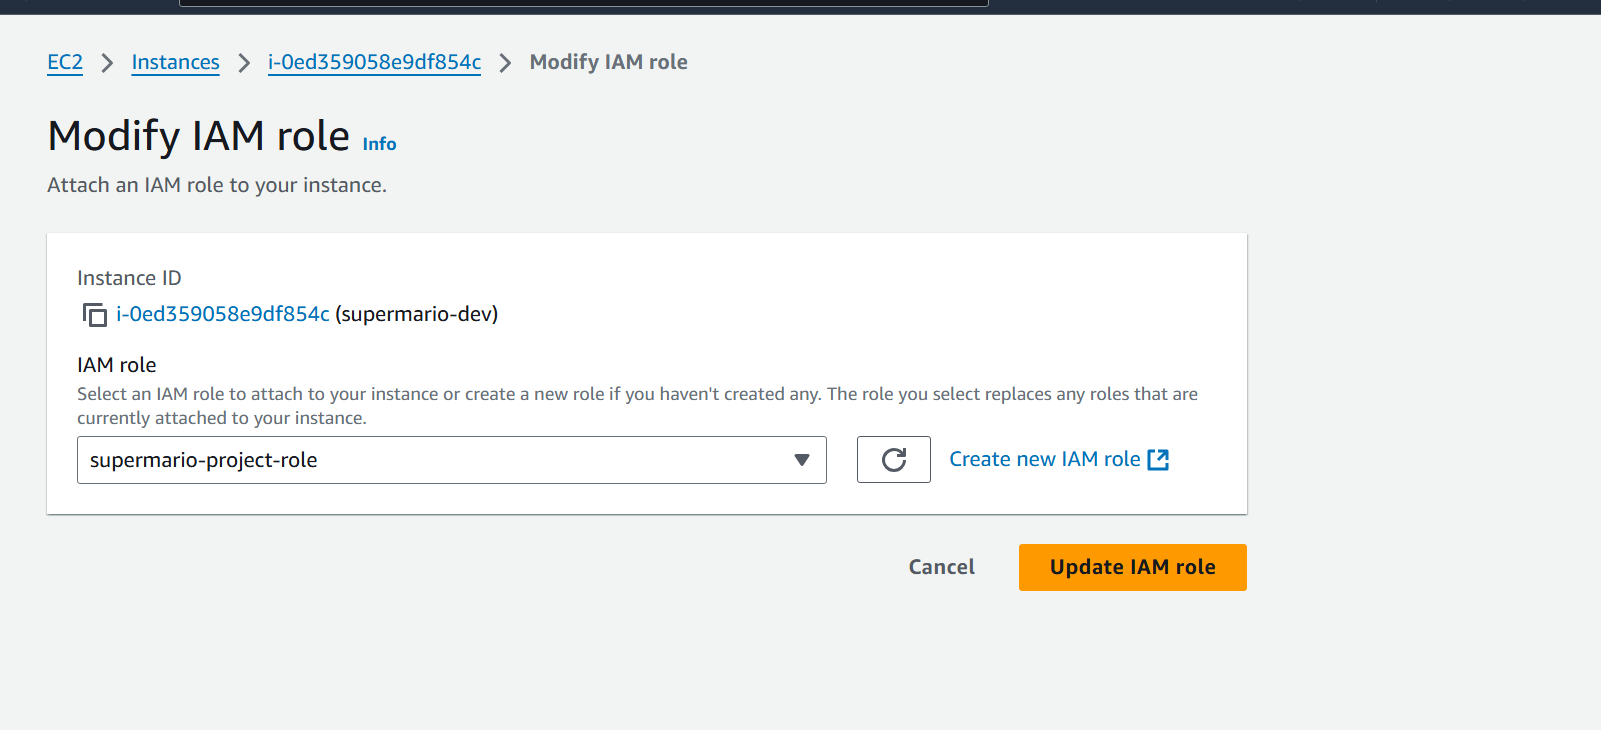 EC2 > Instances > i-0ed359058e9df854c > Modify IAM role
Modify IAM role Info
Attach an IAM role to your instance.
Instance ID
i-0ed359058e9df854c (supermario-dev)
IAM role
Select an IAM role to attach to your instance or create a new role if you haven't created any. The role you select replaces any roles that are
currently attached to your instance.
supermario-project-role
Create new IAM role
Cancel
Update IAM role